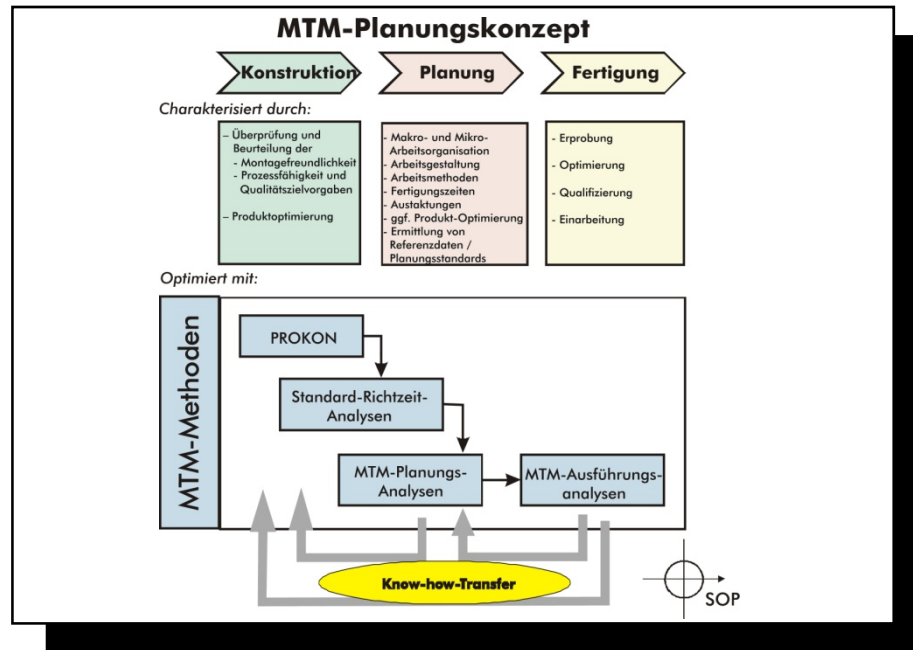 MTM-Planungskonzept
Konstruktion
Planung
Fertigung
Charakterisiert durch:
– Überprüfung und
Beurteilung der
- Montagefreundlichkeit
- Prozessfähigkeit und
Qualitätszielvorgaben
– Produktoptimierung
- Makro- und Mikro-
Arbeitsorganisation
- Arbeitsgestaltung
- Arbeitsmethoden
- Fertigungszeiten
- Austaktungen
- ggf. Produkt-Optimierung
- Ermittlung von
Referenzdaten /
Planungsstandards
- Erprobung
- Optimierung
- Qualifizierung
- Einarbeitung
Optimiert mit:
MTM-Methoden
PROKON
Standard-Richtzeit-
Analysen
MTM-Planungs-
Analysen
MTM-Ausführungs-
analysen
Know-how-Transfer
SOP